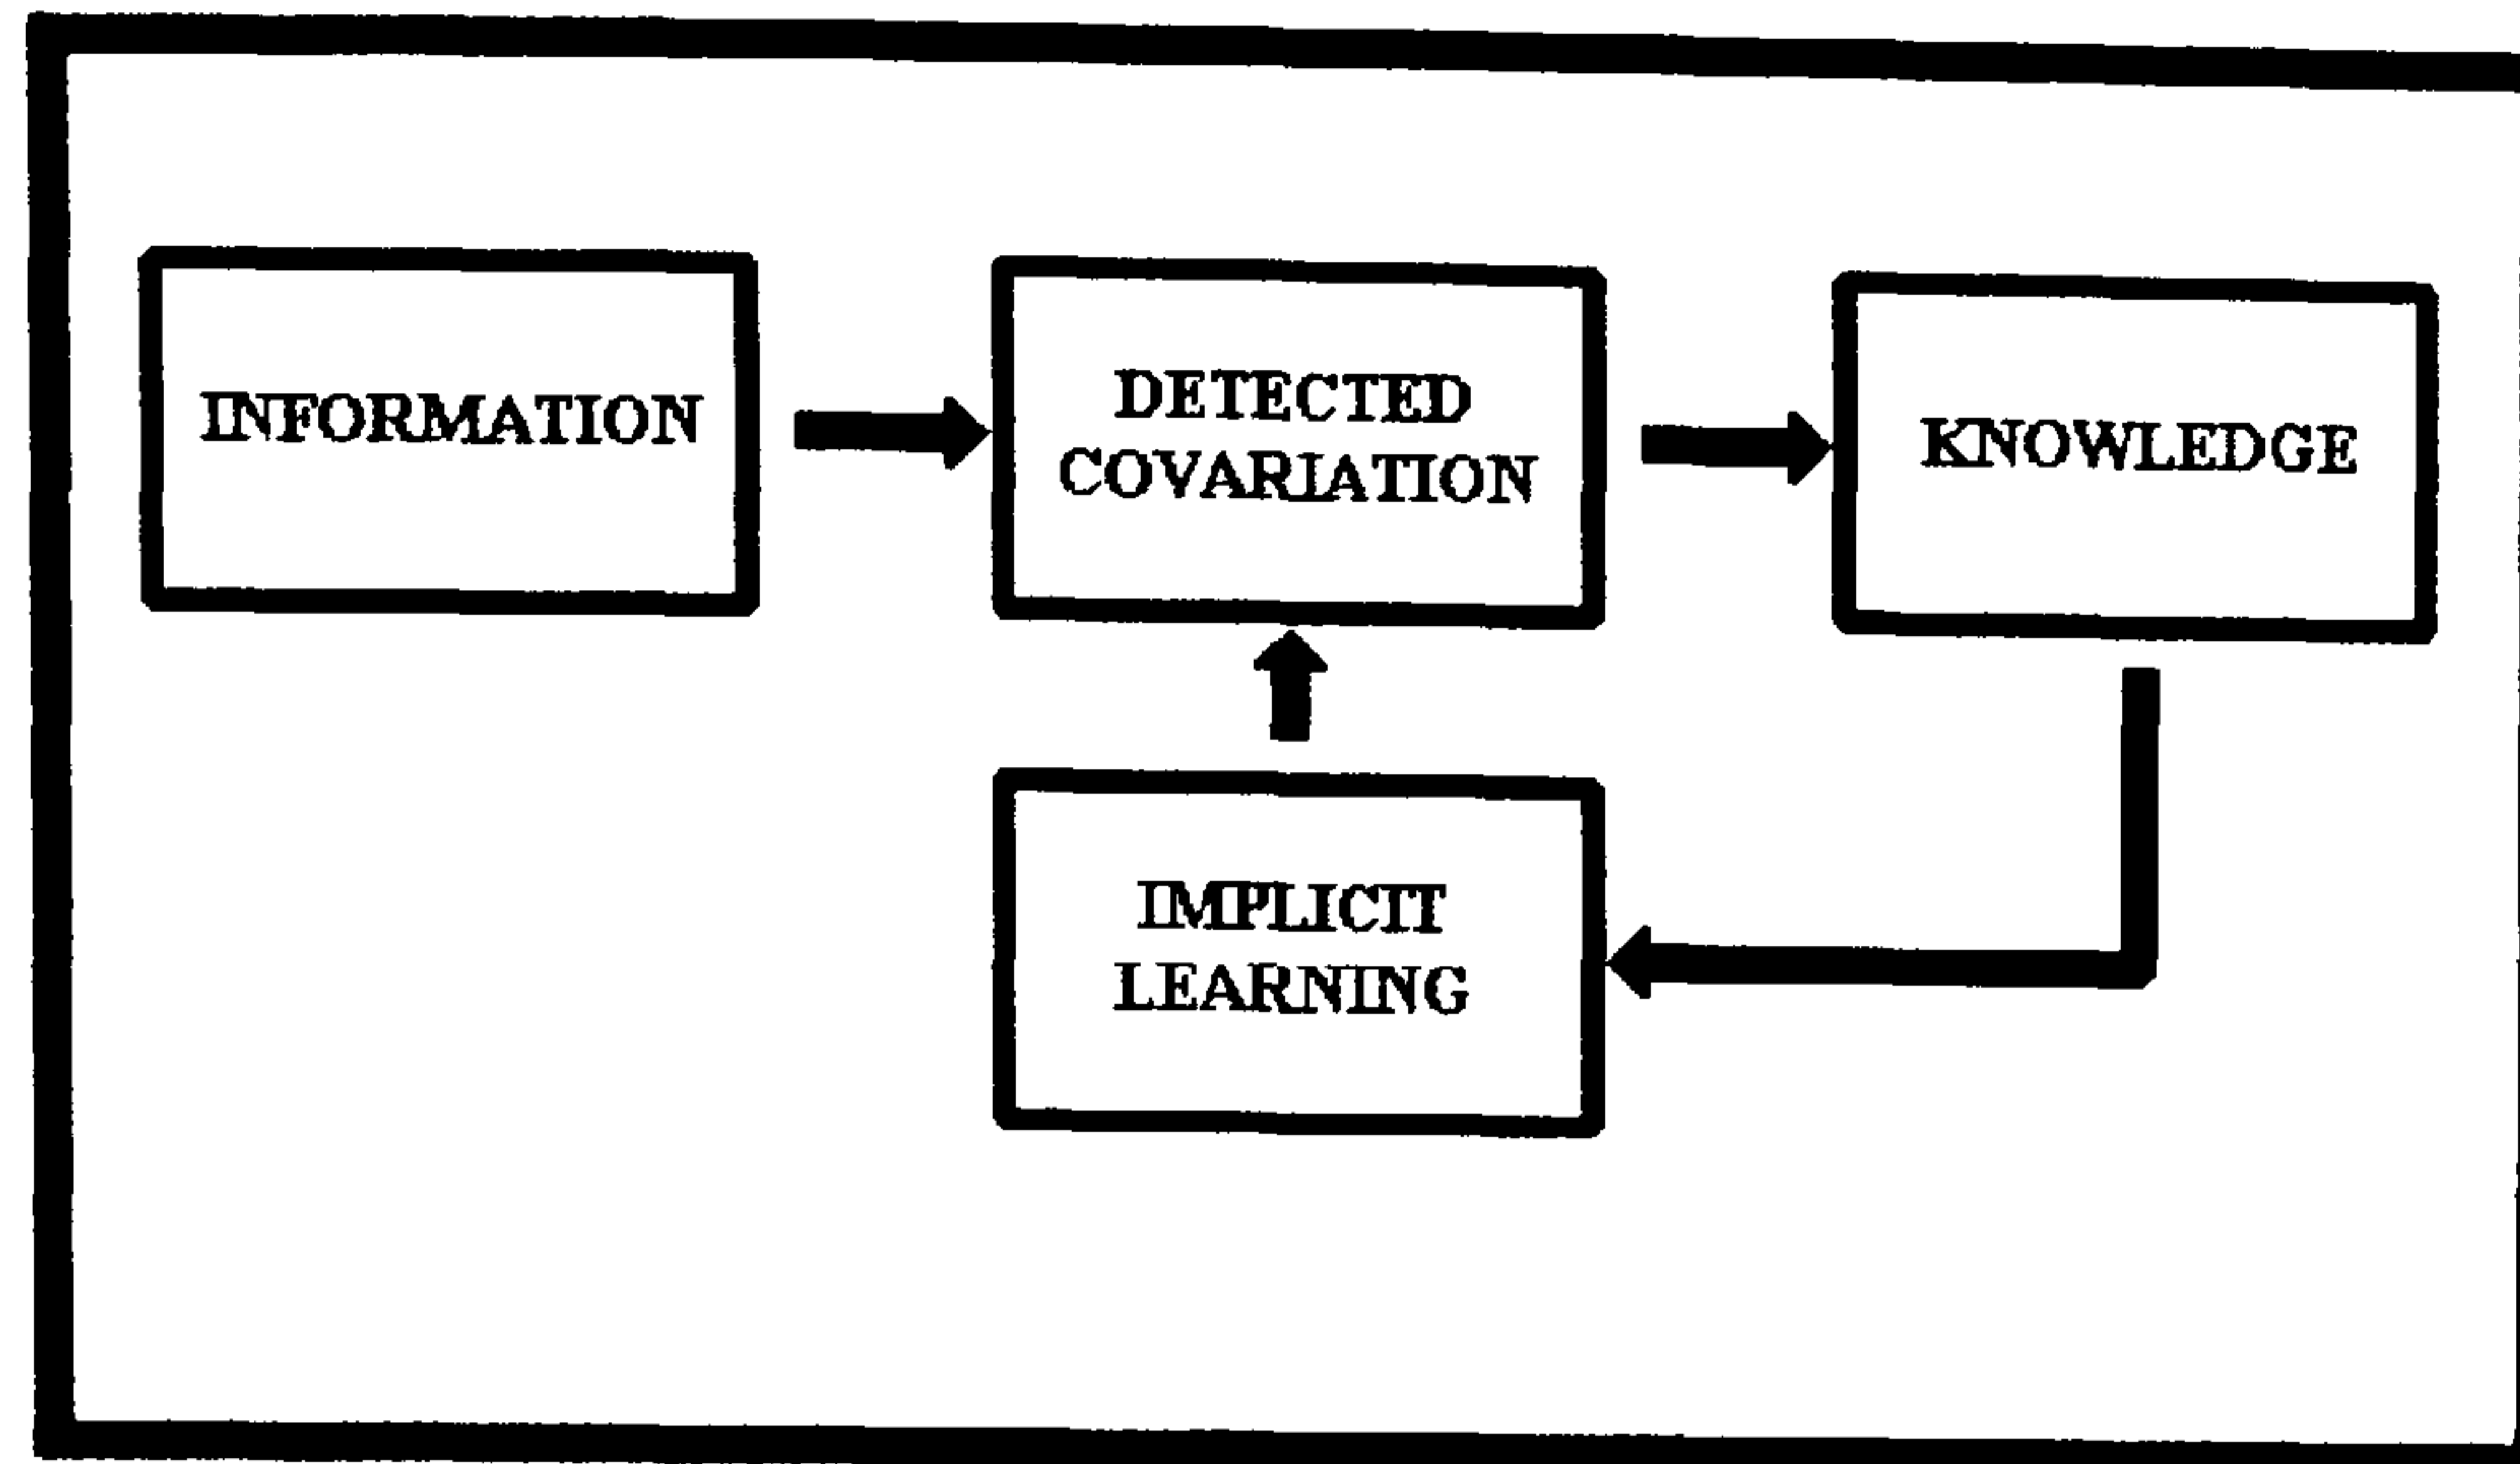 INFORMATION
DETECTED
COVARIATION
KNOWLEDGE
IMPLICIT
LEARNING